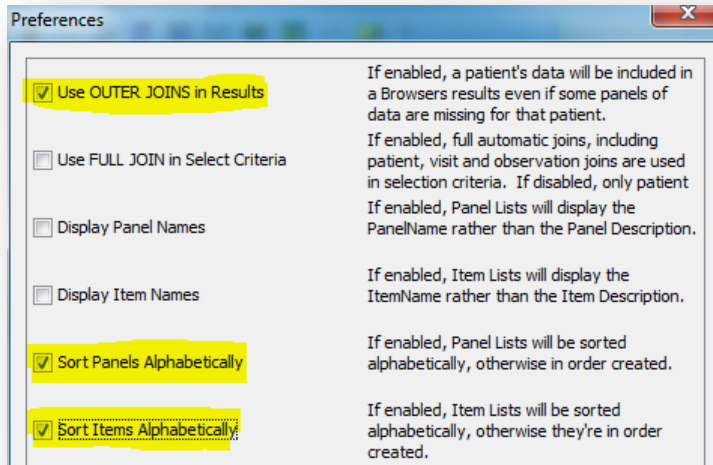 Preferences
Use OUTER JOINS in Results
If enabled, a patient's data will be included in
a Browsers results even if some panels of
data are missing for that patient.
Use FULL JOIN in Select Criteria
If enabled, full automatic joins, including
patient, visit and observation joins are used
in selection criteria. If disabled, only patient
Display Panel Names
If enabled, Panel Lists will display the
PanelName rather than the Panel Description.
Display Item Names
If enabled, Item Lists will display the
ItemName rather than the Item Description.
Sort Panels Alphabetically
If enabled, Panel Lists will be sorted
alphabetically, otherwise in order created.
Sort Items Alphabetically
If enabled, Item Lists will be sorted
alphabetically, otherwise they're in order
created.